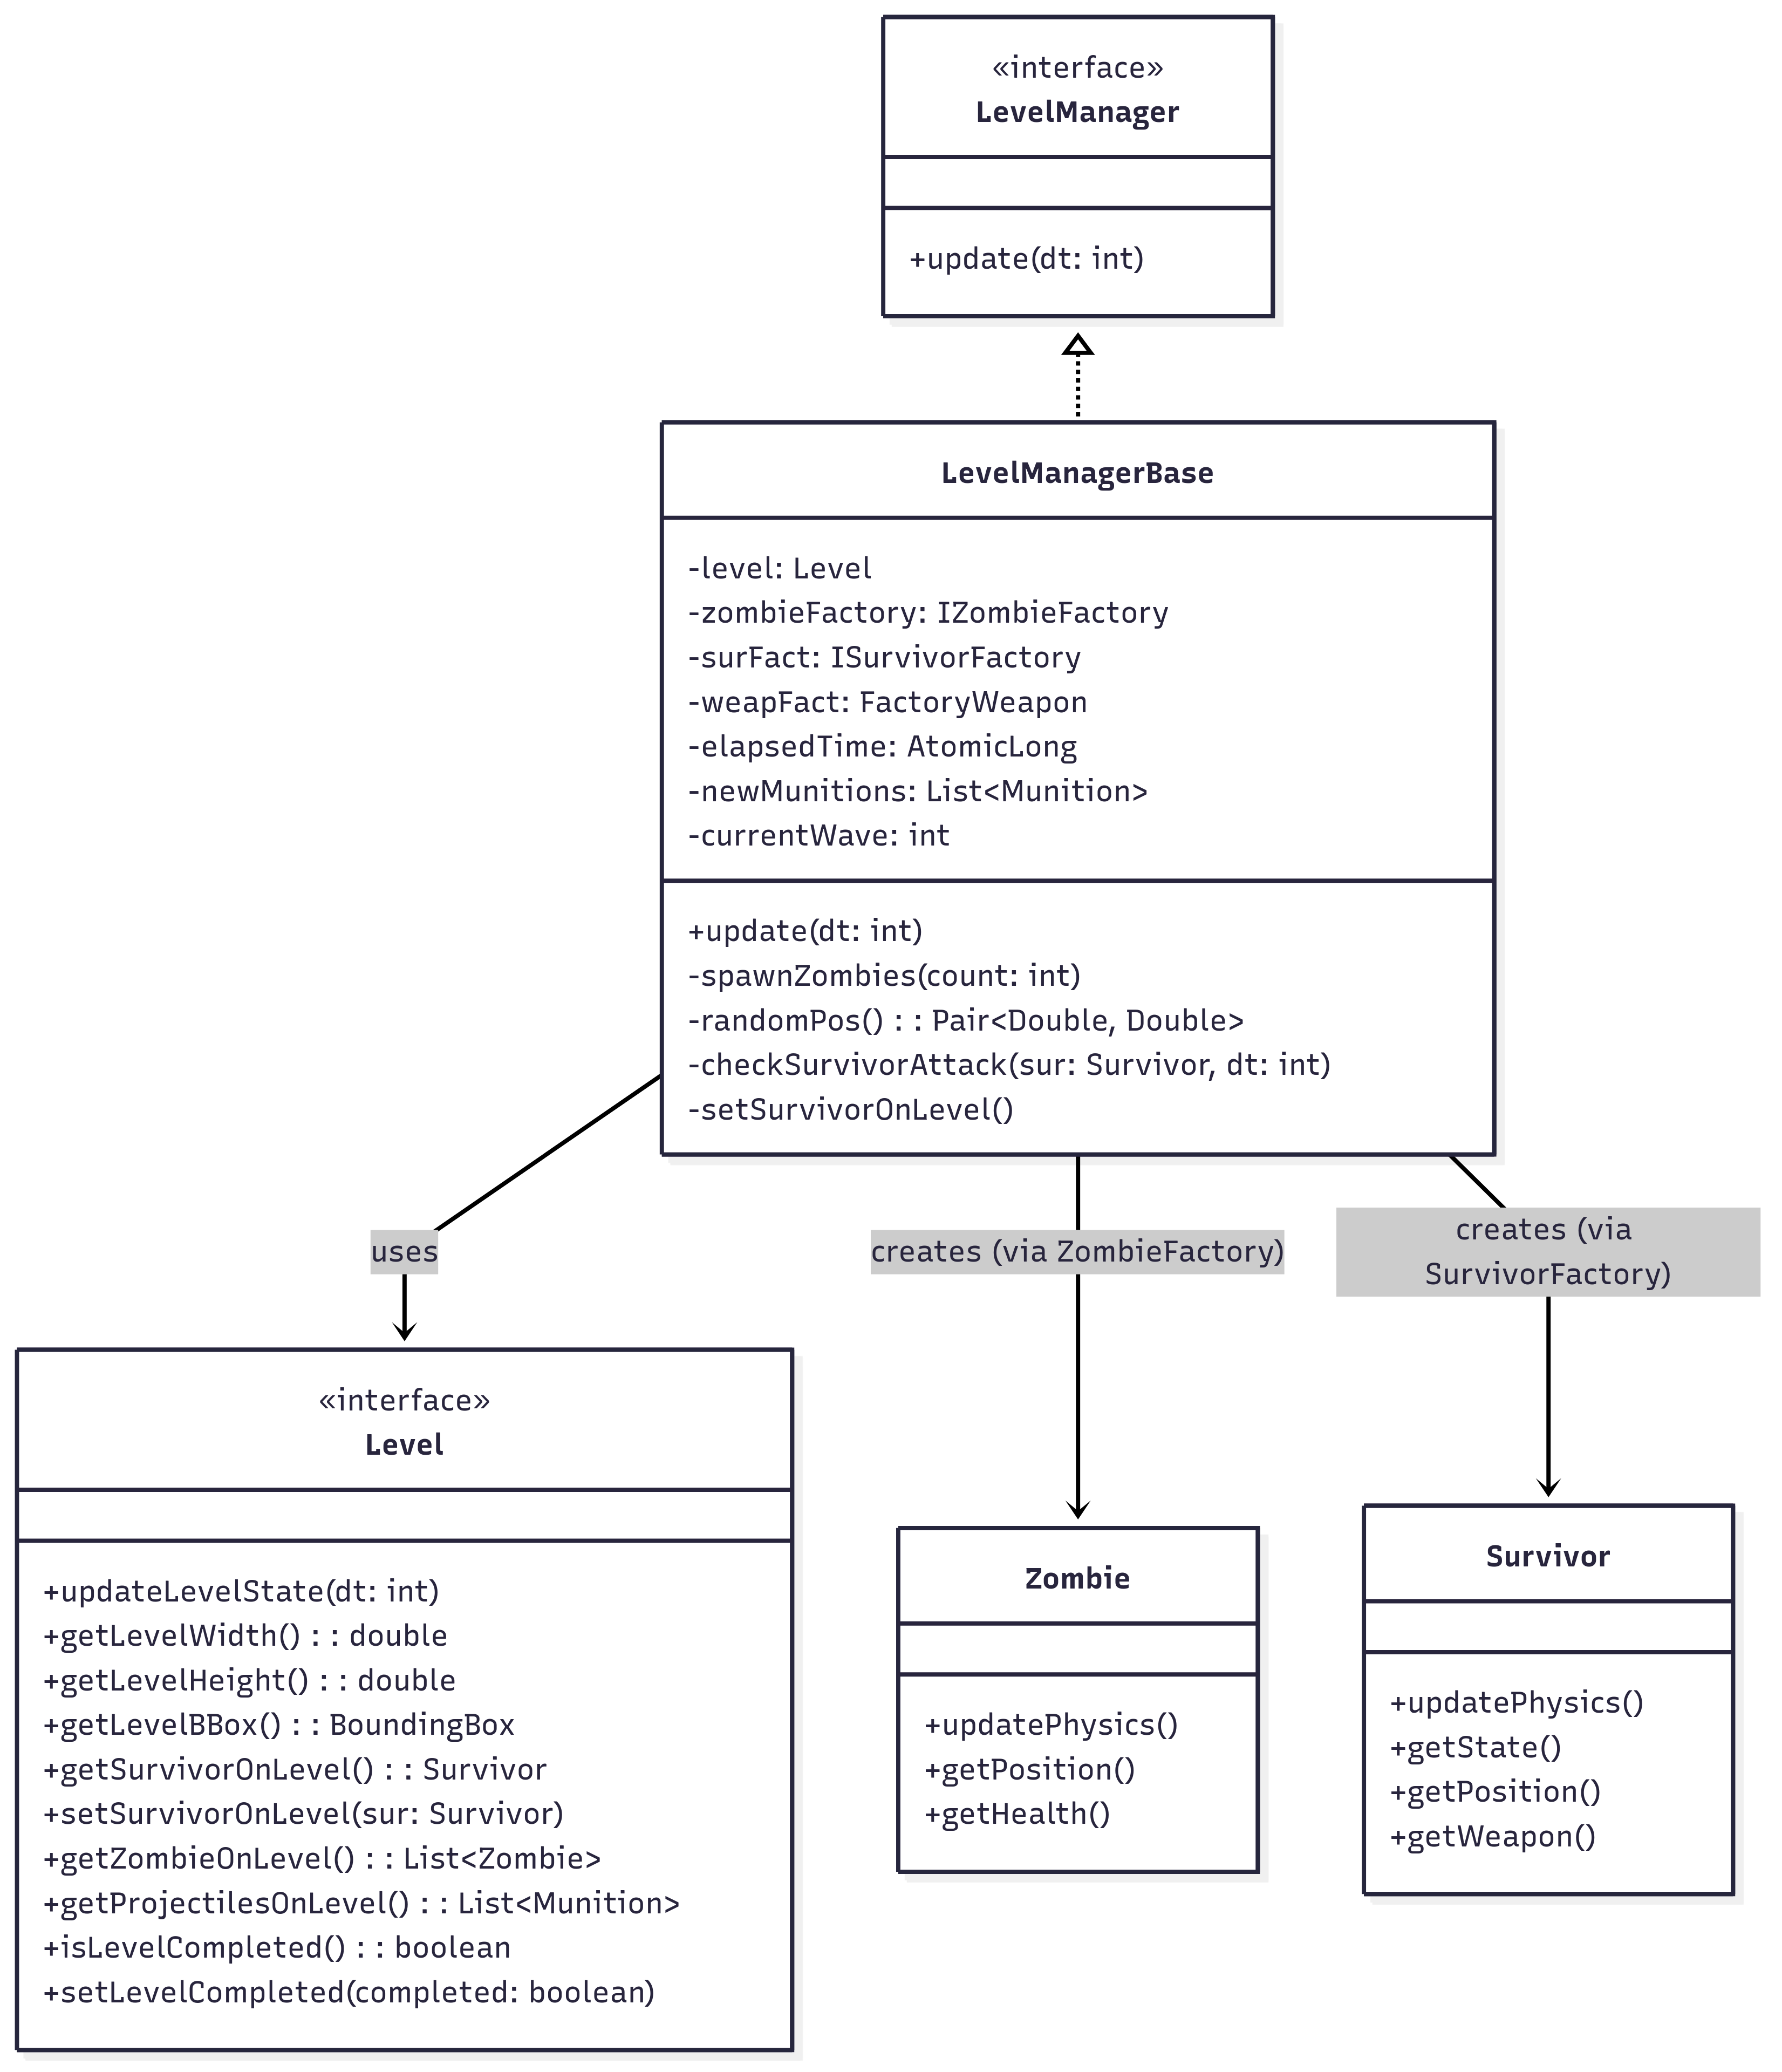 «interface»
LevelManager
+update(dt: int)
LevelManagerBase
-level: Level
-zombieFactory: IZombieFactory
-surFact: ISurvivorFactory
-weapFact: FactoryWeapon
-elapsedTime: AtomicLong
-newMunitions: List<Munition>
-currentWave: int
+update(dt: int)
-spawnZombies(count: int)
-randomPos() : : Pair<Double, Double>
-checkSurvivorAttack(sur: Survivor, dt: int)
-setSurvivorOnLevel()
uses
creates (via ZombieFactory)
creates (via
SurvivorFactory)
«interface»
Level
+updateLevelState(dt: int)
+getLevelWidth() : : double
+getLevelHeight() : : double
+getLevelBBox() : : BoundingBox
+getSurvivorOnLevel() : : Survivor
+setSurvivorOnLevel(sur: Survivor)
+getZombieOnLevel() : : List<Zombie>
+getProjectilesOnLevel() : : List<Munition>
+isLevelCompleted() : : boolean
+setLevelCompleted(completed: boolean)
Zombie
+updatePhysics()
+getPosition()
+getHealth()
Survivor
+updatePhysics()
+getState()
+getPosition()
+getWeapon()